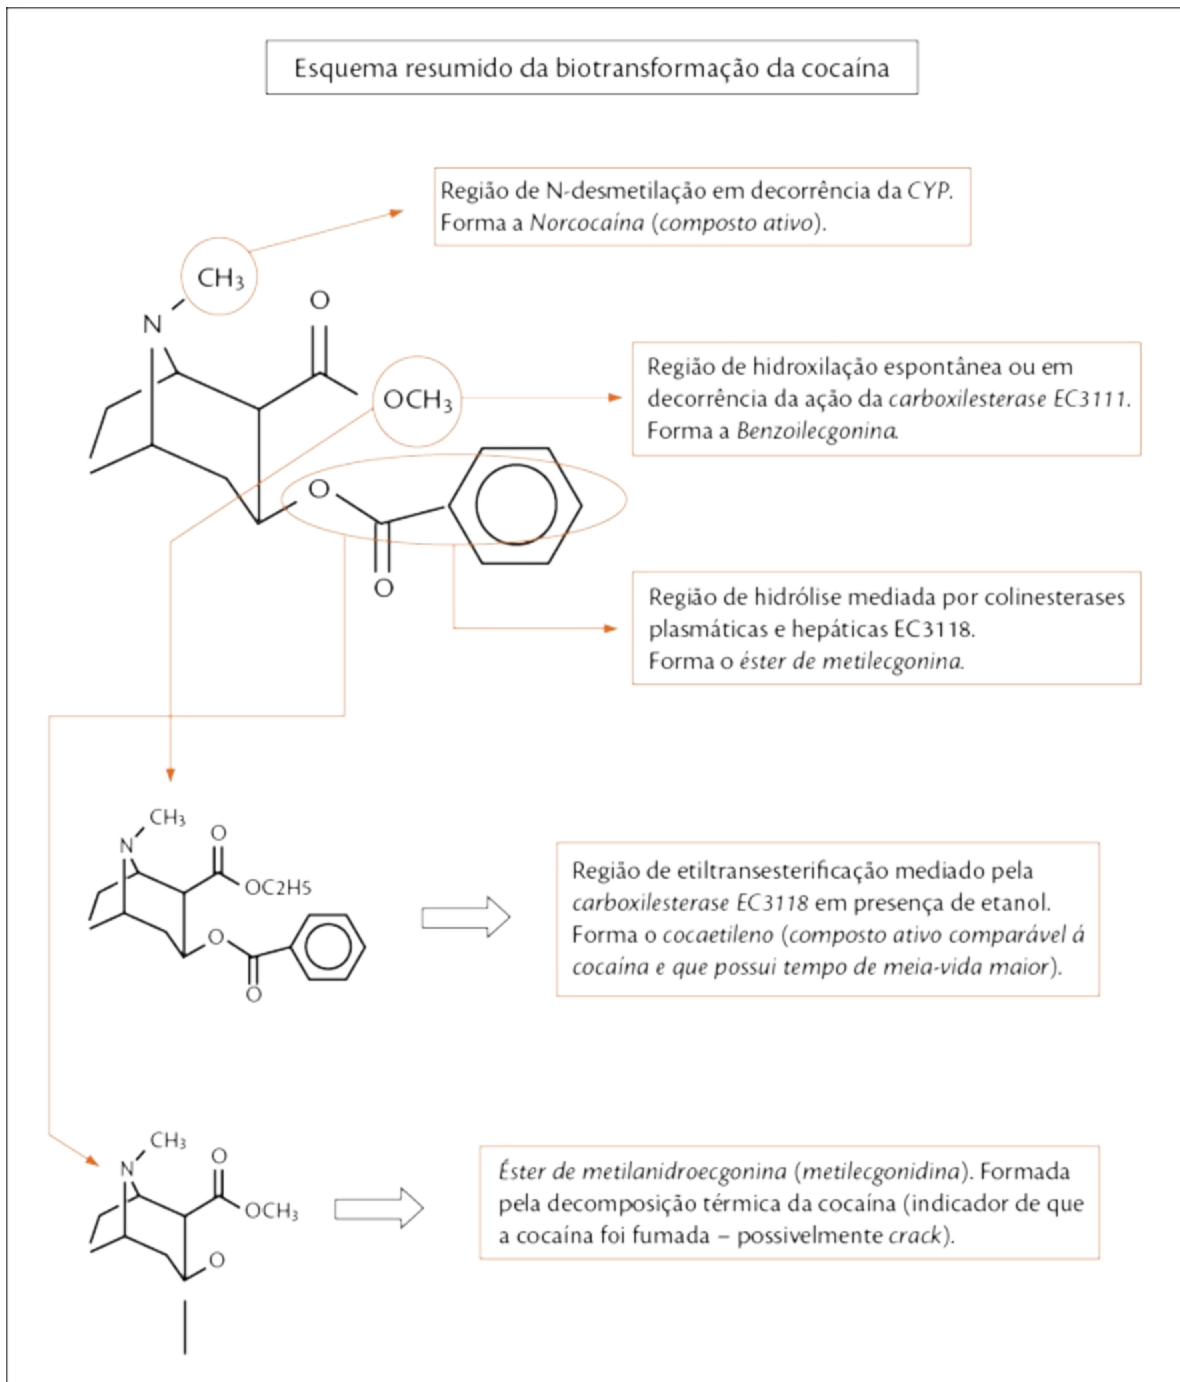 Esquema resumido da biotransformação da cocaína
Região de N-desmetilação em decorrência da CYP.
Forma a Norcocaína (composto ativo).
CH3
N
O
OCH3
Região de hidroxilação espontânea ou em
decorrência da ação da carboxilesterase EC3111.
Forma a Benzoilecgonina.
O
O
Região de hidrólise mediada por colinesterases
plasmáticas e hepáticas EC3118.
Forma o éster de metilecgonina.
CH3
N
O
OC2H5
O
O
Região de etiltransesterificação mediado pela
carboxilesterase EC3118 em presença de etanol.
Forma o cocaetileno (composto ativo comparável á
cocaína e que possui tempo de meia-vida maior).
CH3
N
O
OCH3
O
Éster de metilanidroecgonina (metilecgonidina). Formada
pela decomposição térmica da cocaína (indicador de que
a cocaína foi fumada – possivelmente crack).